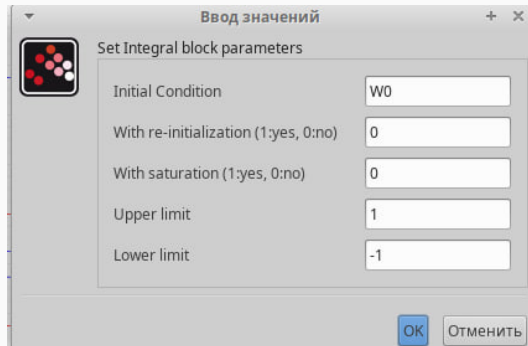 Ввод значений
Set Integral block parameters
Initial Condition W0
With re-initialization (1:yes, 0:no) 0
With saturation (1:yes, 0:no) 0
Upper limit 1
Lower limit -1
OK Отменить